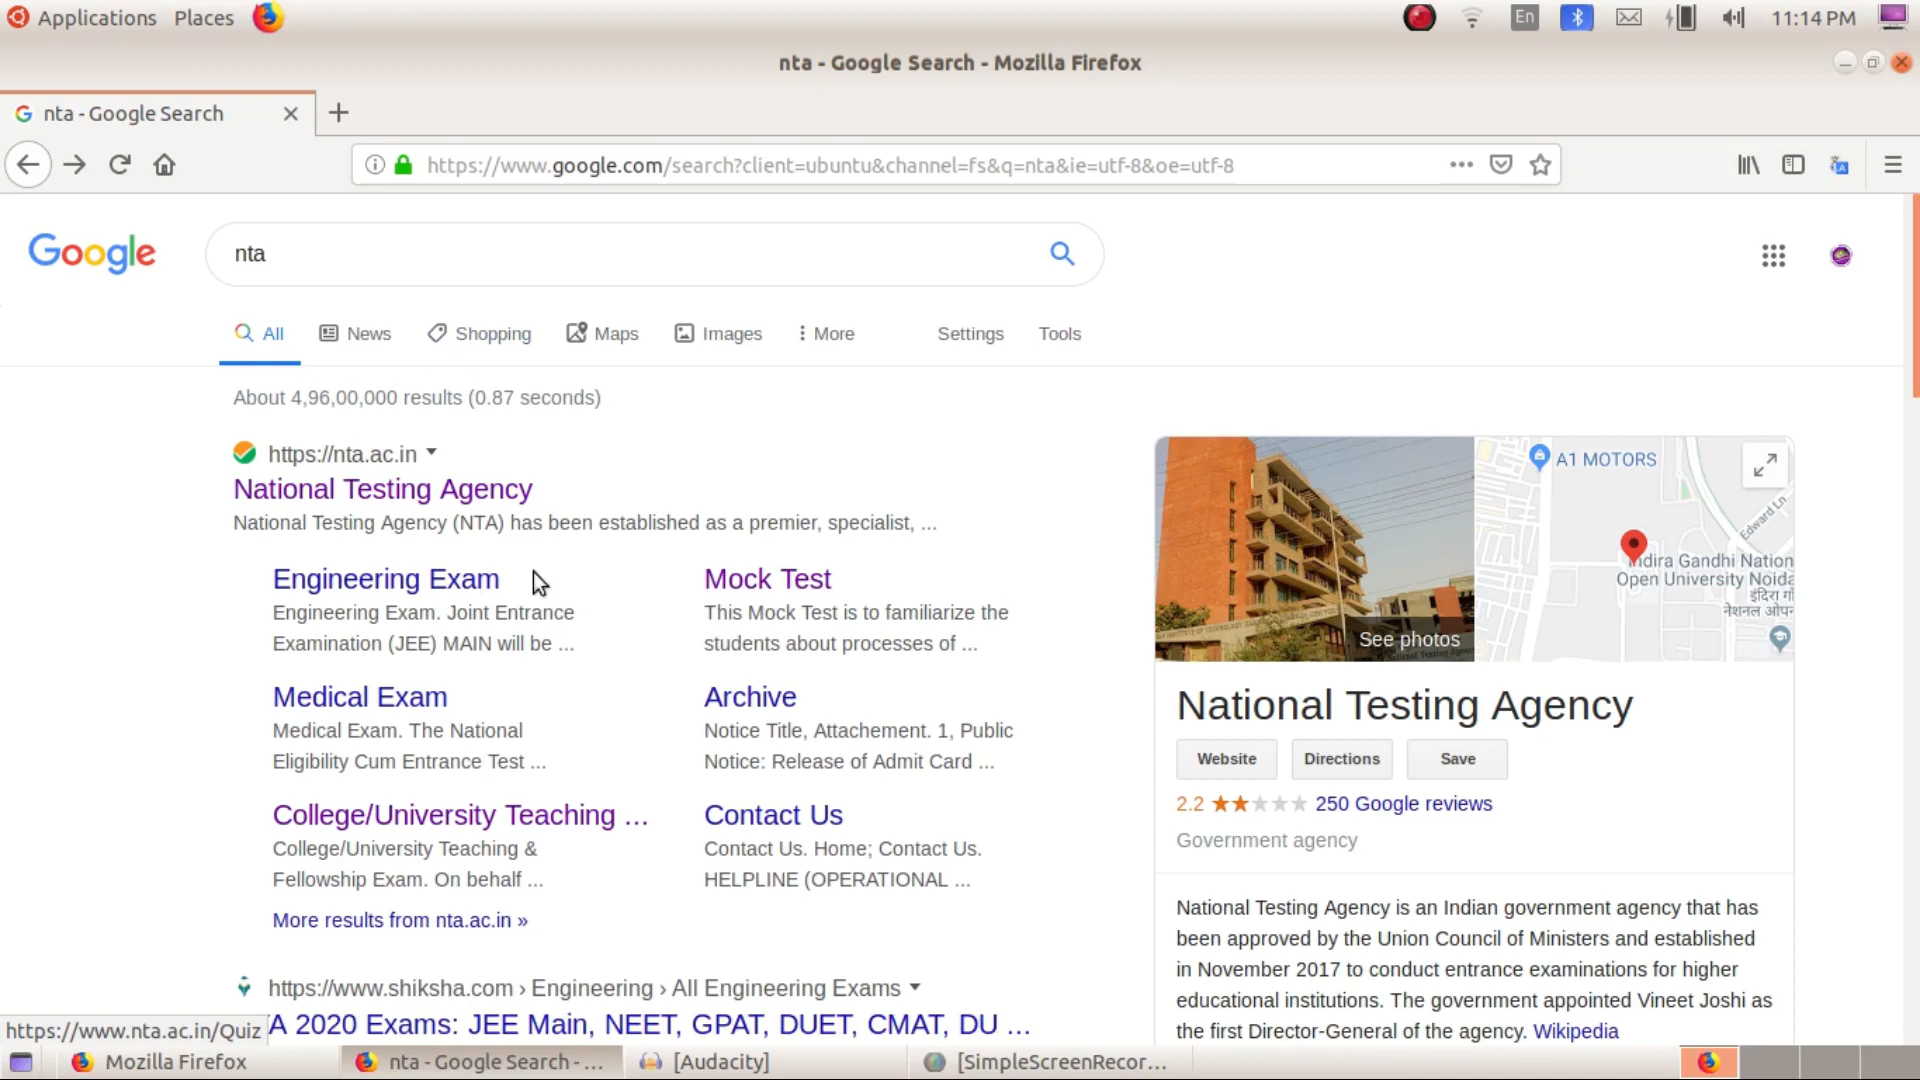 Applications Places
En
11:14 PM
nta - Google Search - Mozilla Firefox
nta - Google Search
https://www.google.com/search?client=ubuntu&channel=fs&q=nta&ie=utf-8&oe=utf-8
Google
nta
All News Shopping Maps Images More Settings Tools
About 4,96,00,000 results (0.87 seconds)
https://nta.ac.in
National Testing Agency
National Testing Agency (NTA) has been established as a premier, specialist, ...
Engineering Exam
Engineering Exam. Joint Entrance
Examination (JEE) MAIN will be ...
Mock Test
This Mock Test is to familiarize the
students about processes of ...
Medical Exam
Medical Exam. The National
Eligibility Cum Entrance Test ...
Archive
Notice Title, Attachement. 1, Public
Notice: Release of Admit Card ...
College/University Teaching ...
College/University Teaching &
Fellowship Exam. On behalf ...
Contact Us
Contact Us. Home; Contact Us.
HELPLINE (OPERATIONAL ...
More results from nta.ac.in »
https://www.shiksha.com › Engineering › All Engineering Exams
A 2020 Exams: JEE Main, NEET, GPAT, DUET, CMAT, DU ...
https://www.nta.ac.in/Quiz
See photos
A1 MOTORS
Edward Ln
ndira Gandhi Nation
Open University Noida
National Testing Agency
Website Directions Save
2.2 250 Google reviews
Government agency
National Testing Agency is an Indian government agency that has
been approved by the Union Council of Ministers and established
in November 2017 to conduct entrance examinations for higher
educational institutions. The government appointed Vineet Joshi as
the first Director-General of the agency. Wikipedia
Mozilla Firefox
nta - Google Search - ...
[Audacity]
[SimpleScreenRecor...